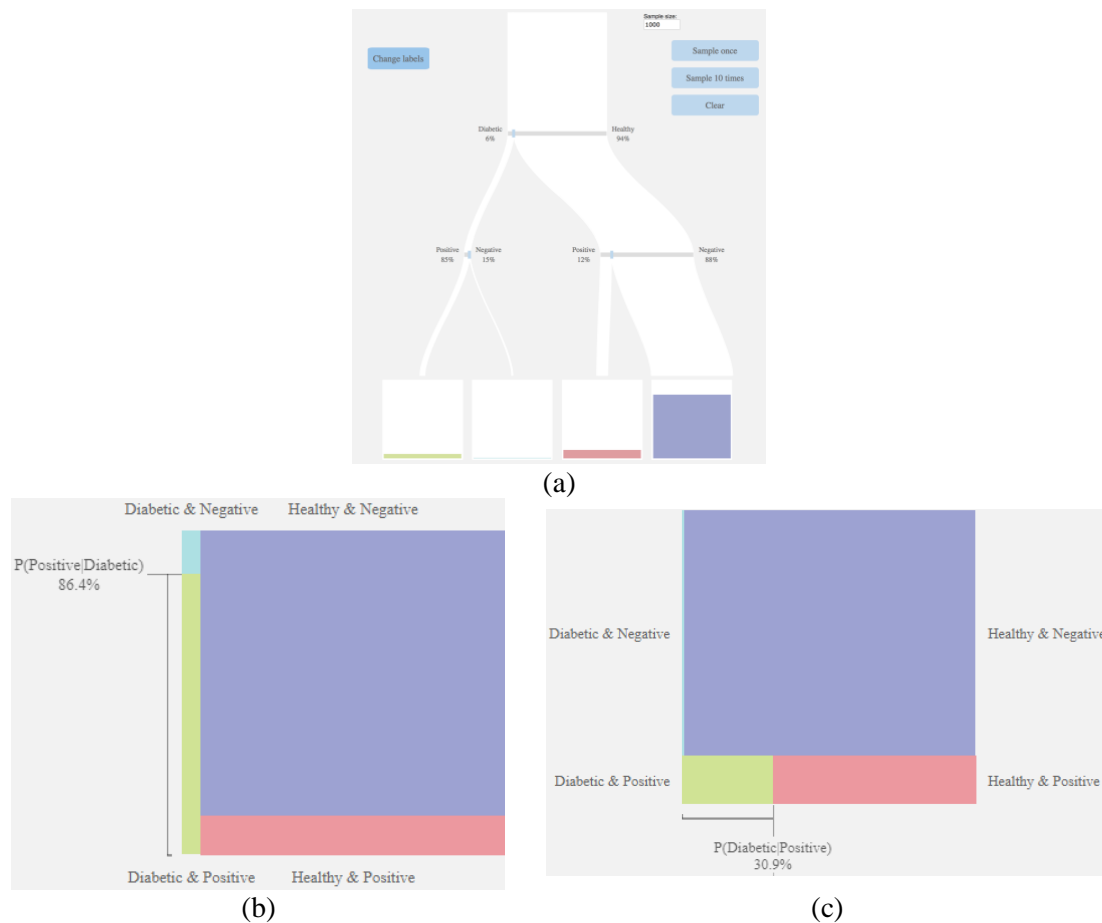 Sample size:
1000
Change labels
Sample once
Sample 10 times
Clear
Diabetic
6%
Healthy
94%
Positive
85%
Negative
15%
Positive
12%
Negative
88%
(a)
Diabetic & Negative Healthy & Negative
P(Positive|Diabetic)
86.4%
Diabetic & Positive Healthy & Positive
(b)
Diabetic & Negative Healthy & Negative
Diabetic & Positive Healthy & Positive
P(Diabetic|Positive)
30.9%
(c)